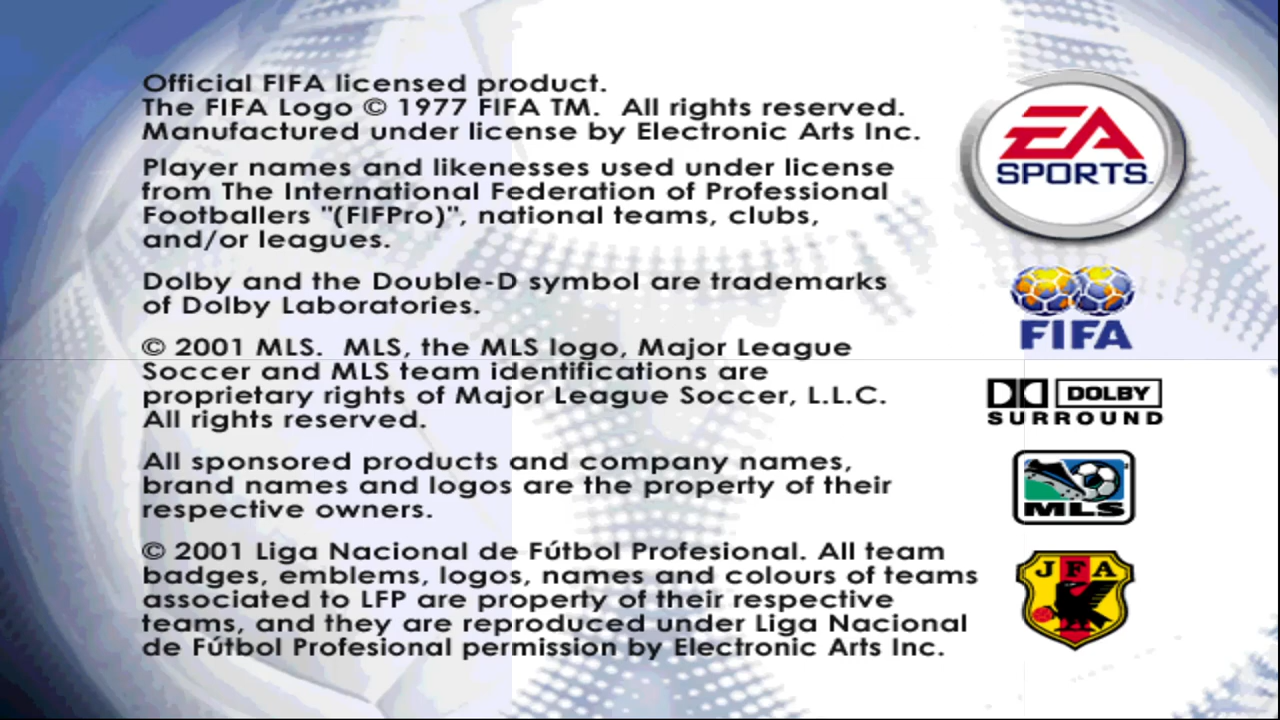 Official FIFA licensed product.
The FIFA Logo © 1977 FIFA TM.  All rights reserved.
Manufactured under license by Electronic Arts Inc.
Player names and likenesses used under license
from The International Federation of Professional
Footballers "(FIFPro)", national teams, clubs,
and/or leagues.
Dolby and the Double-D symbol are trademarks
of Dolby Laboratories.
© 2001 MLS.  MLS, the MLS logo, Major League
Soccer and MLS team identifications are
proprietary rights of Major League Soccer, L.L.C.
All rights reserved.
All sponsored products and company names,
brand names and logos are the property of their
respective owners.
© 2001 Liga Nacional de Fútbol Profesional. All team
badges, emblems, logos, names and colours of teams
associated to LFP are property of their respective
teams, and they are reproduced under Liga Nacional
de Fútbol Profesional permission by Electronic Arts Inc.
EA
SPORTS
FIFA
DOLBY
SURROUND
MLS
JFA